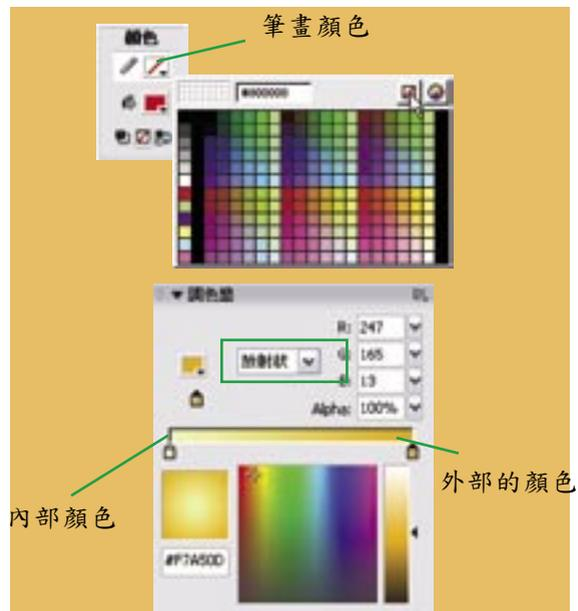 筆畫顏色
顏色
#000000
調色盤
R: 247
放射狀
G: 165
B: 13
Alpha: 100%
內部顏色
外部的顏色
#F7A50D